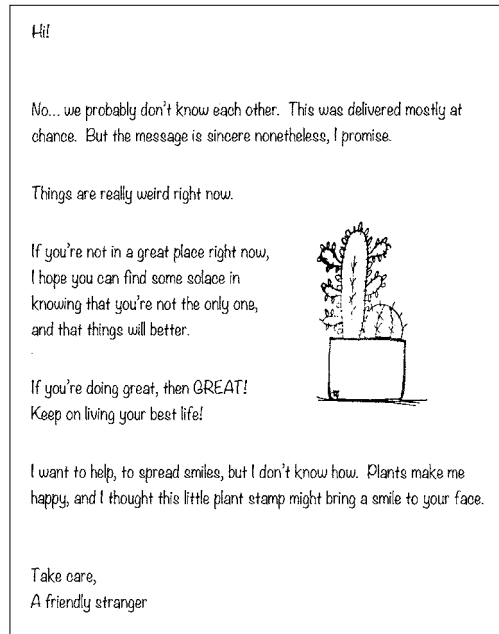 Hi!
No... we probably don't know each other. This was delivered mostly at
chance. But the message is sincere nonetheless, I promise.
Things are really weird right now.
If you're not in a great place right now,
I hope you can find some solace in
knowing that you're not the only one,
and that things will better.
If you're doing great, then GREAT!
Keep on living your best life!
I want to help, to spread smiles, but I don't know how. Plants make me
happy, and I thought this little plant stamp might bring a smile to your face.
Take care,
A friendly stranger